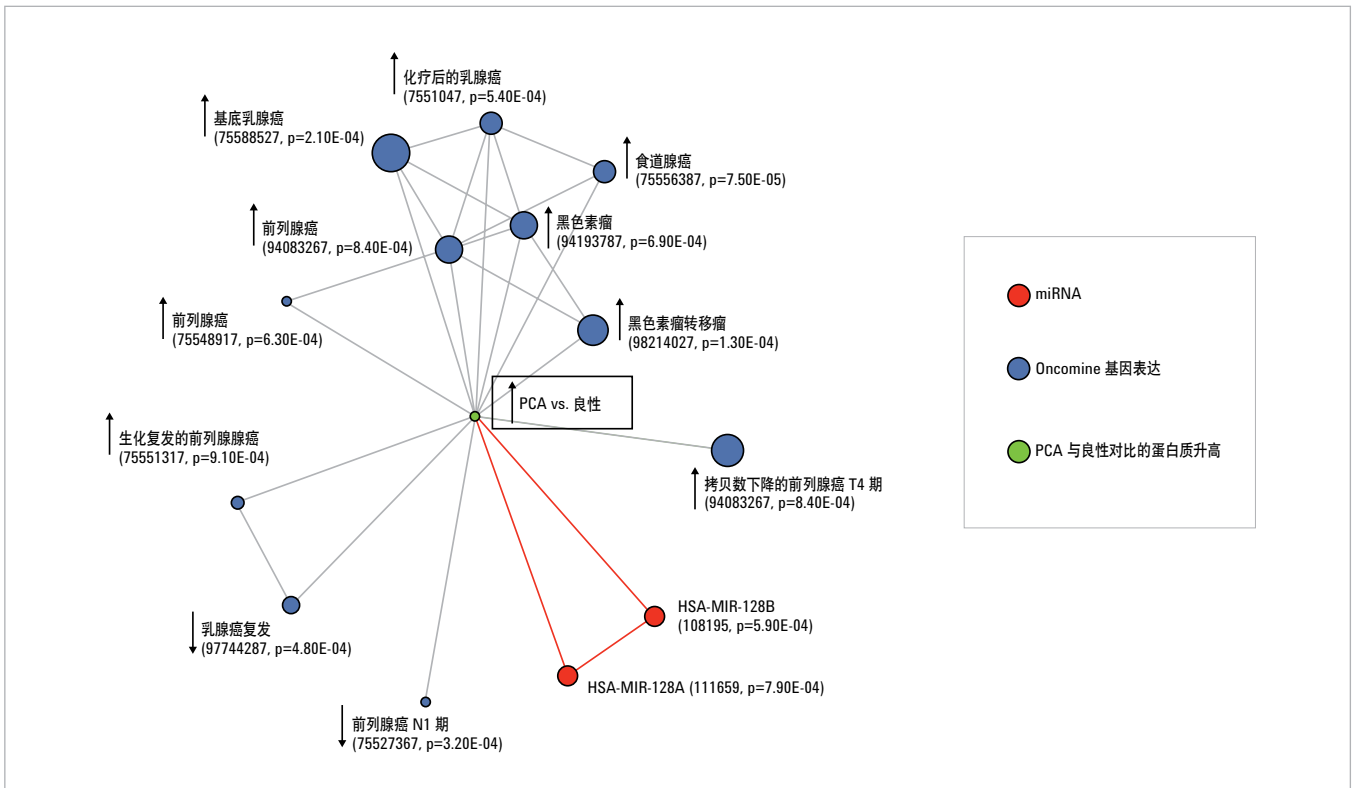 化疗后的乳腺癌
(7551047, p=5.40E-04)
基底乳腺癌
(75588527, p=2.10E-04)
食道腺癌
(75556387, p=7.50E-05)
前列腺癌
(94083267, p=8.40E-04)
黑色素瘤
(94193787, p=6.90E-04)
前列腺癌
(75548917, p=6.30E-04)
黑色素瘤转移瘤
(98214027, p=1.30E-04)
PCA vs. 良性
生化复发的前列腺腺癌
(75551317, p=9.10E-04)
拷贝数下降的前列腺癌 T4 期
(94083267, p=8.40E-04)
HSA-MIR-128B
(108195, p=5.90E-04)
乳腺癌复发
(97744287, p=4.80E-04)
HSA-MIR-128A (111659, p=7.90E-04)
前列腺癌 N1 期
(75527367, p=3.20E-04)
miRNA
Oncomine 基因表达
PCA 与良性对比的蛋白质升高